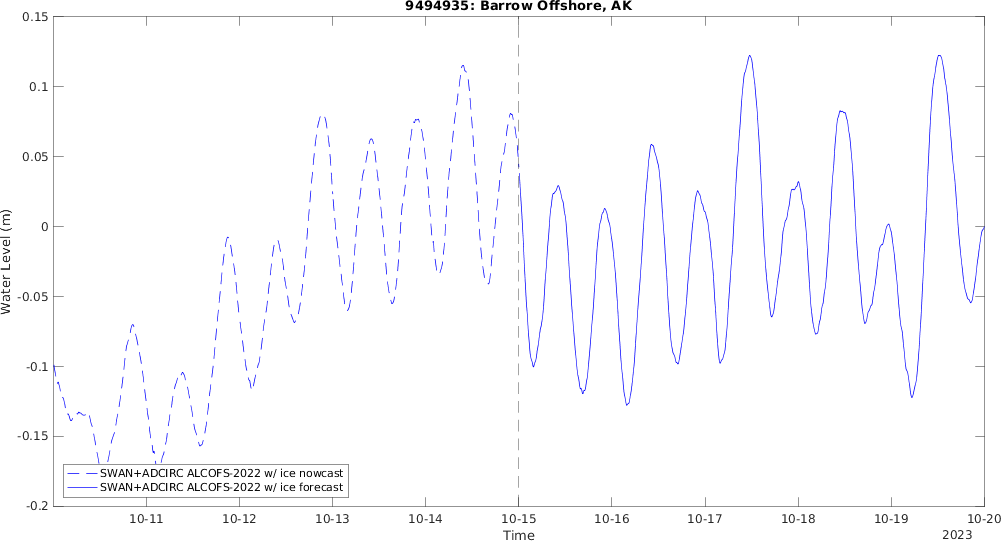 9494935: Barrow Offshore, AK
0.15
0.1
0.05
0
-0.05
-0.1
-0.15
-0.2
Water Level (m)
SWAN+ADCIRC ALCOFS-2022 w/ ice nowcast
SWAN+ADCIRC ALCOFS-2022 w/ ice forecast
10-11 10-12 10-13 10-14 10-15 10-16 10-17 10-18 10-19 10-20
Time
2023